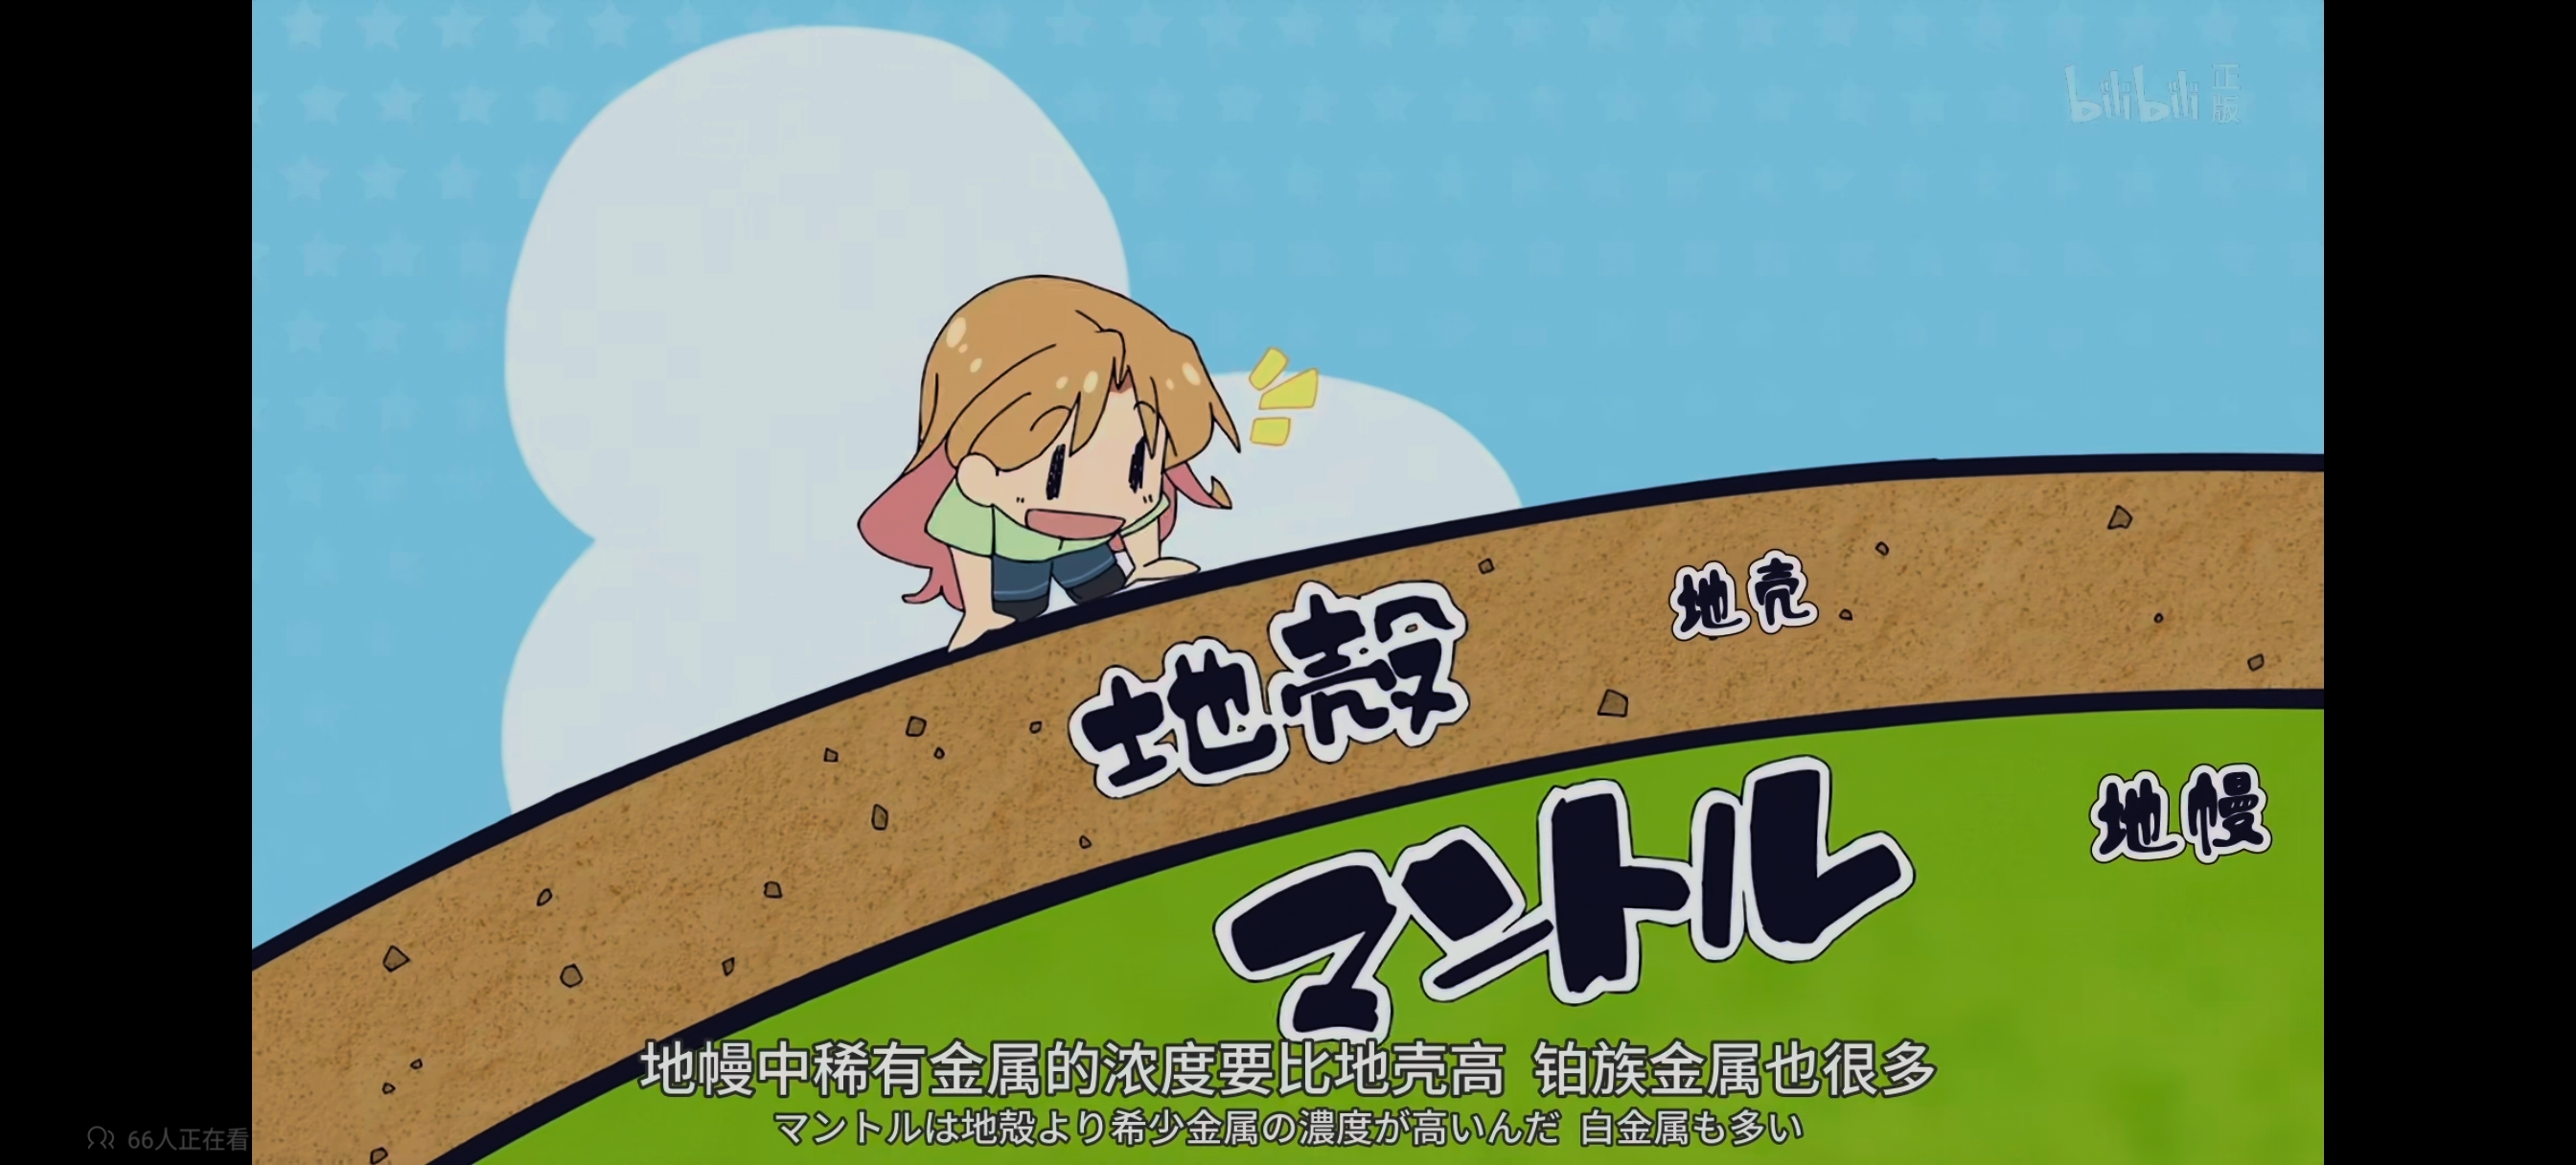 bilibili 正版
地殻
地壳
マントル
地幔
地幔中稀有金属的浓度要比地壳高 铂族金属也很多
マントルは地殻より希少金属の濃度が高いんだ 白金属も多い
66人正在看